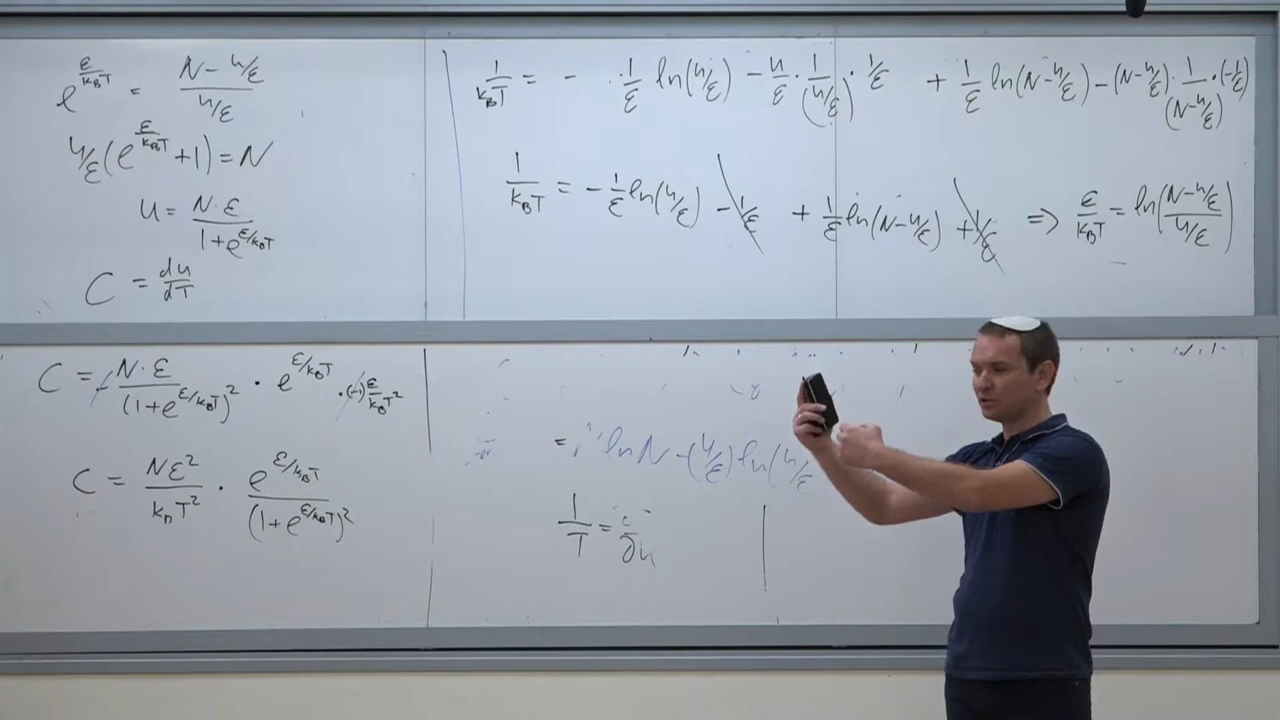 e^{ε/k_BT} = (N - u/ε)/(u/ε)
u/ε(e^{ε/k_BT} + 1) = N
u = N·ε/(1 + e^{ε/k_BT})
C = du/dT
1/k_BT = - 1/ε ln(u/ε) - u/ε · 1/(u/ε) · 1/ε + 1/ε ln(N - u/ε) - (N - u/ε) · 1/(N - u/ε) · (-1/ε)
1/k_BT = - 1/ε ln(u/ε) - 1/ε + 1/ε ln(N - u/ε) + 1/ε ⇒ ε/k_BT = ln((N - u/ε)/(u/ε))
C = - N·ε/(1 + e^{ε/k_BT})² · e^{ε/k_BT} · (-1) ε/k_BT²
C = Nε²/k_BT² · e^{ε/k_BT}/(1 + e^{ε/k_BT})²
= ln N - (u/ε) ln(u/ε
1/T = ∂u